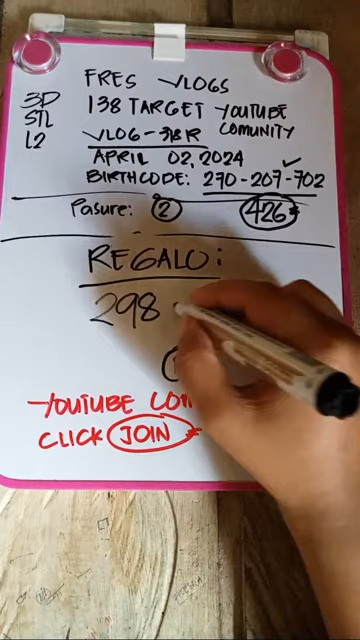 FRES VLOGS
3D
STL
L2
138 TARGET YOUTUBE
VLOG-31BR COMUNITY
APRIL 02, 2024
BIRTHCODE: 270-207-702
Pasure: 2 426
REGALO:
298
YOUTUBE
CLICK JOIN